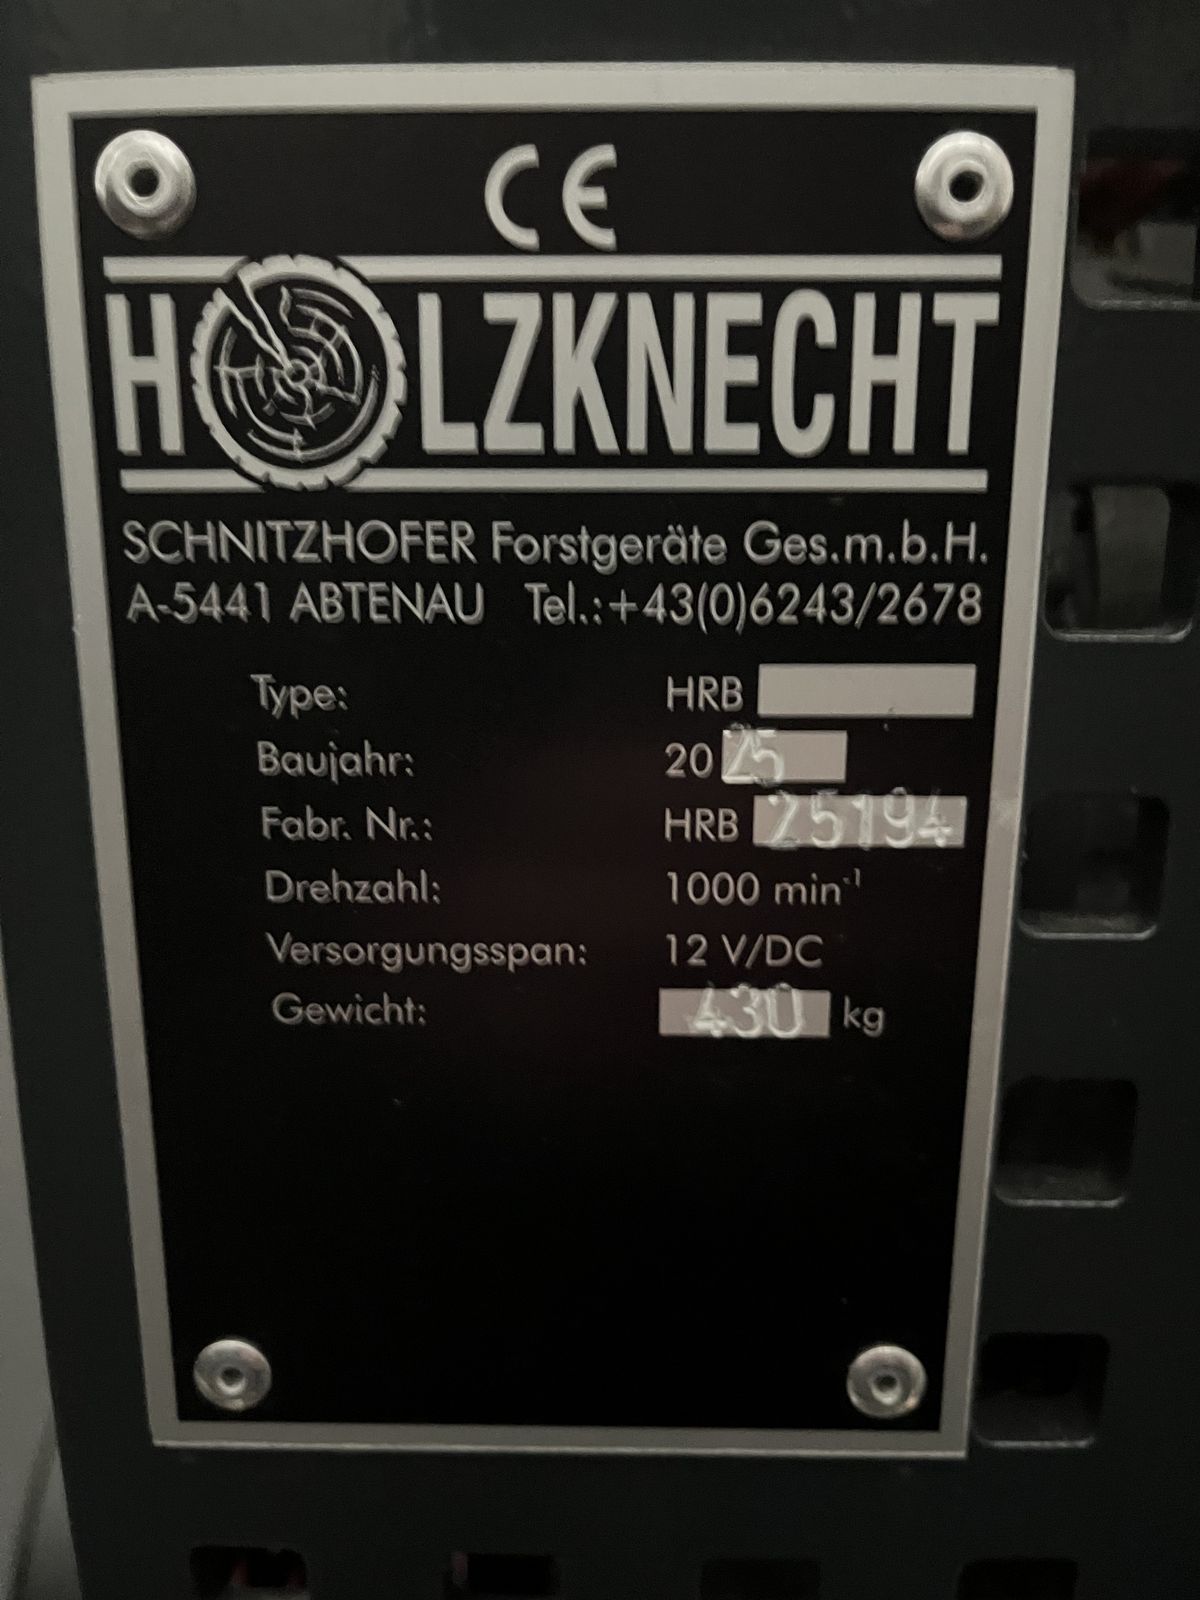 CE
HOLZKNECHT
SCHNITZHOFER Forstgeräte Ges.m.b.H.
A-5441 ABTENAU Tel.:+43(0)6243/2678
Type: HRB
Baujahr: 2025
Fabr. Nr.: HRB 25194
Drehzahl: 1000 min⁻¹
Versorgungsspan: 12 V/DC
Gewicht: 430 kg